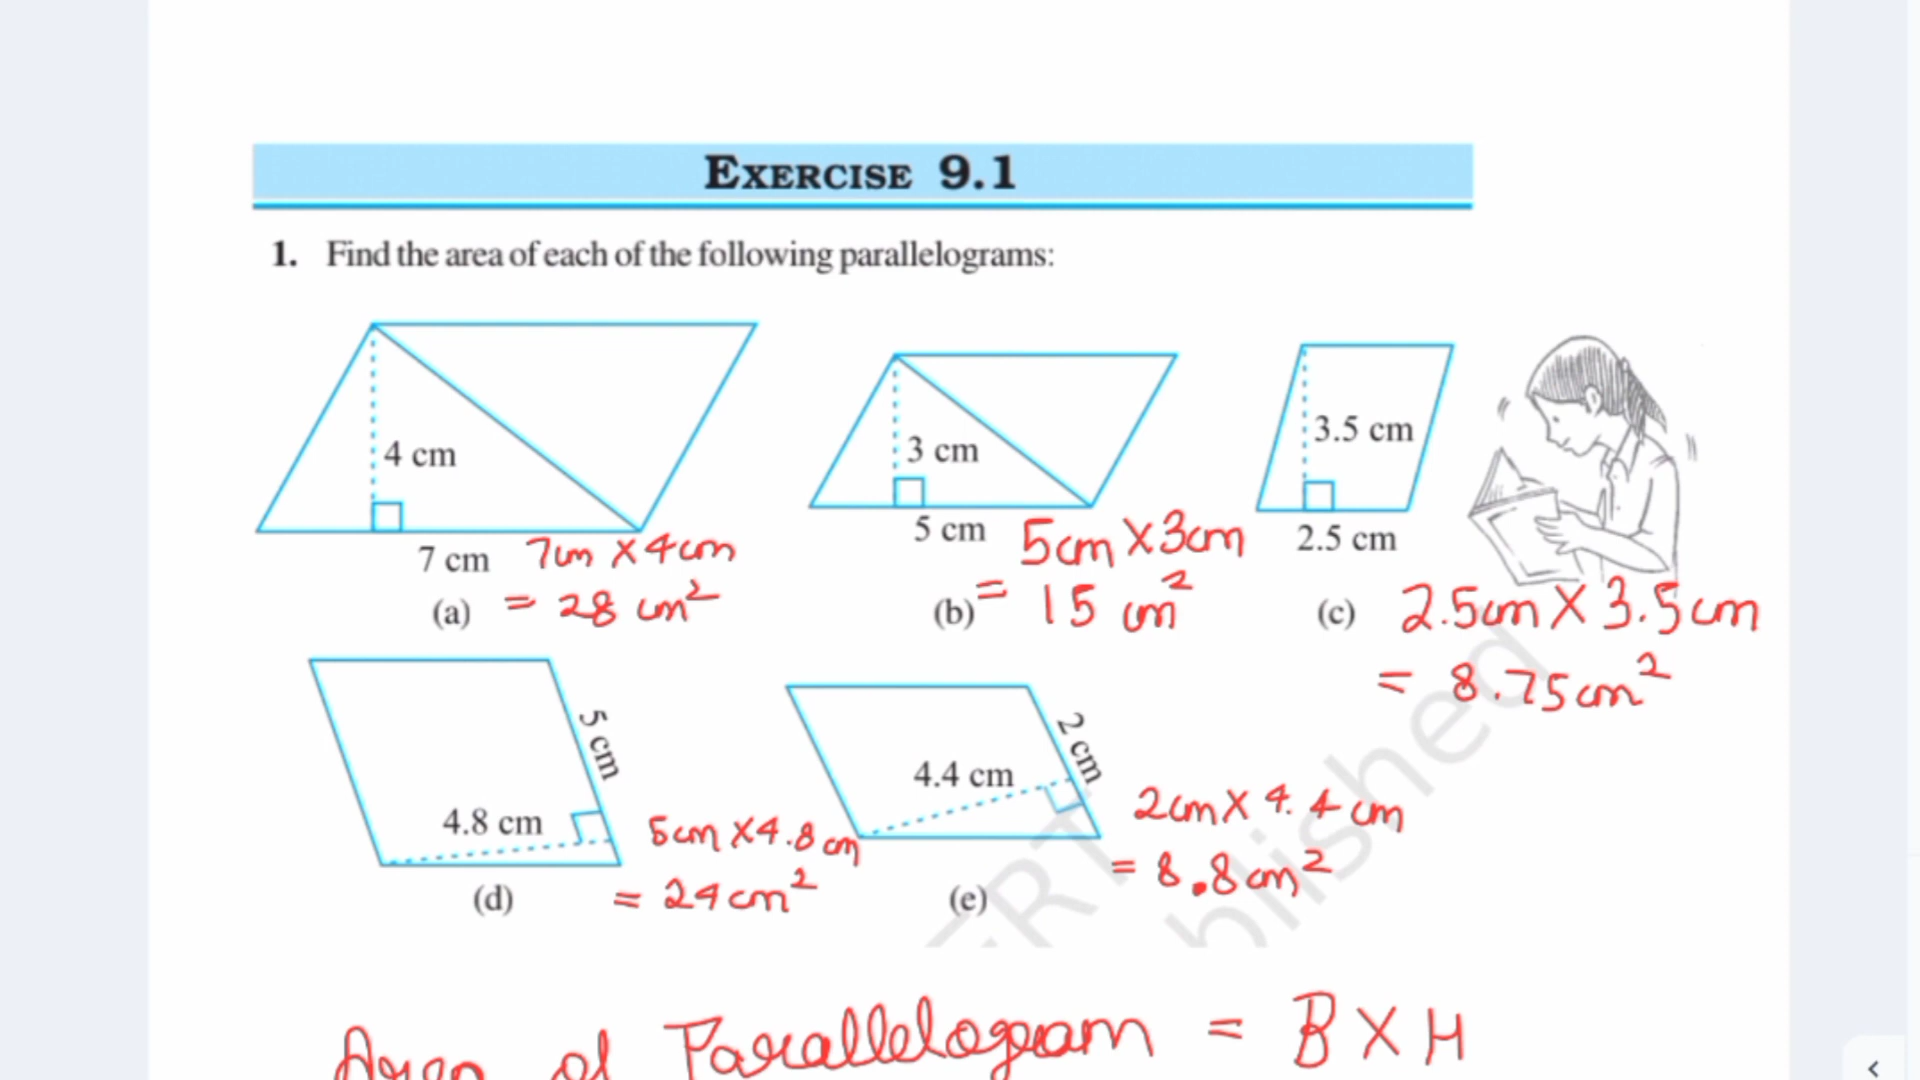 EXERCISE 9.1
1. Find the area of each of the following parallelograms:
4 cm
7 cm
(a)
7cm X 4cm
= 28 cm²
3 cm
5 cm
(b)
5cm X 3cm
= 15 cm²
3.5 cm
2.5 cm
(c)
2.5cm X 3.5cm
= 8.75cm²
5 cm
4.8 cm
(d)
5cm X 4.8 cm
= 24cm²
2 cm
4.4 cm
(e)
2cm X 4.4 cm
= 8.8cm²
Area of Parallelogram = B X H